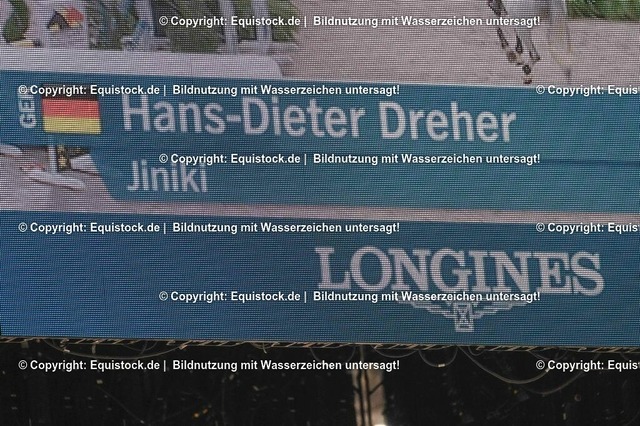 © Copyright: Equistock.de | Bildnutzung mit Wasserzeichen untersagt!
© Copyright: Equistock.de | Bildnutzung mit Wasserzeichen untersagt!
© Copyright: Equis
GER
Hans-Dieter Dreher
© Copyright: Equistock.de | Bildnutzung mit Wasserzeichen untersagt!
Jiniki
© Copyright: Equistock.de | Bildnutzung mit Wasserzeichen untersagt!
© Copyright: Equis
LONGINES
© Copyright: Equistock.de | Bildnutzung mit Wasserzeichen untersagt!
© Copyright: Equistock.de | Bildnutzung mit Wasserzeichen untersagt!
© Copyright: Equis